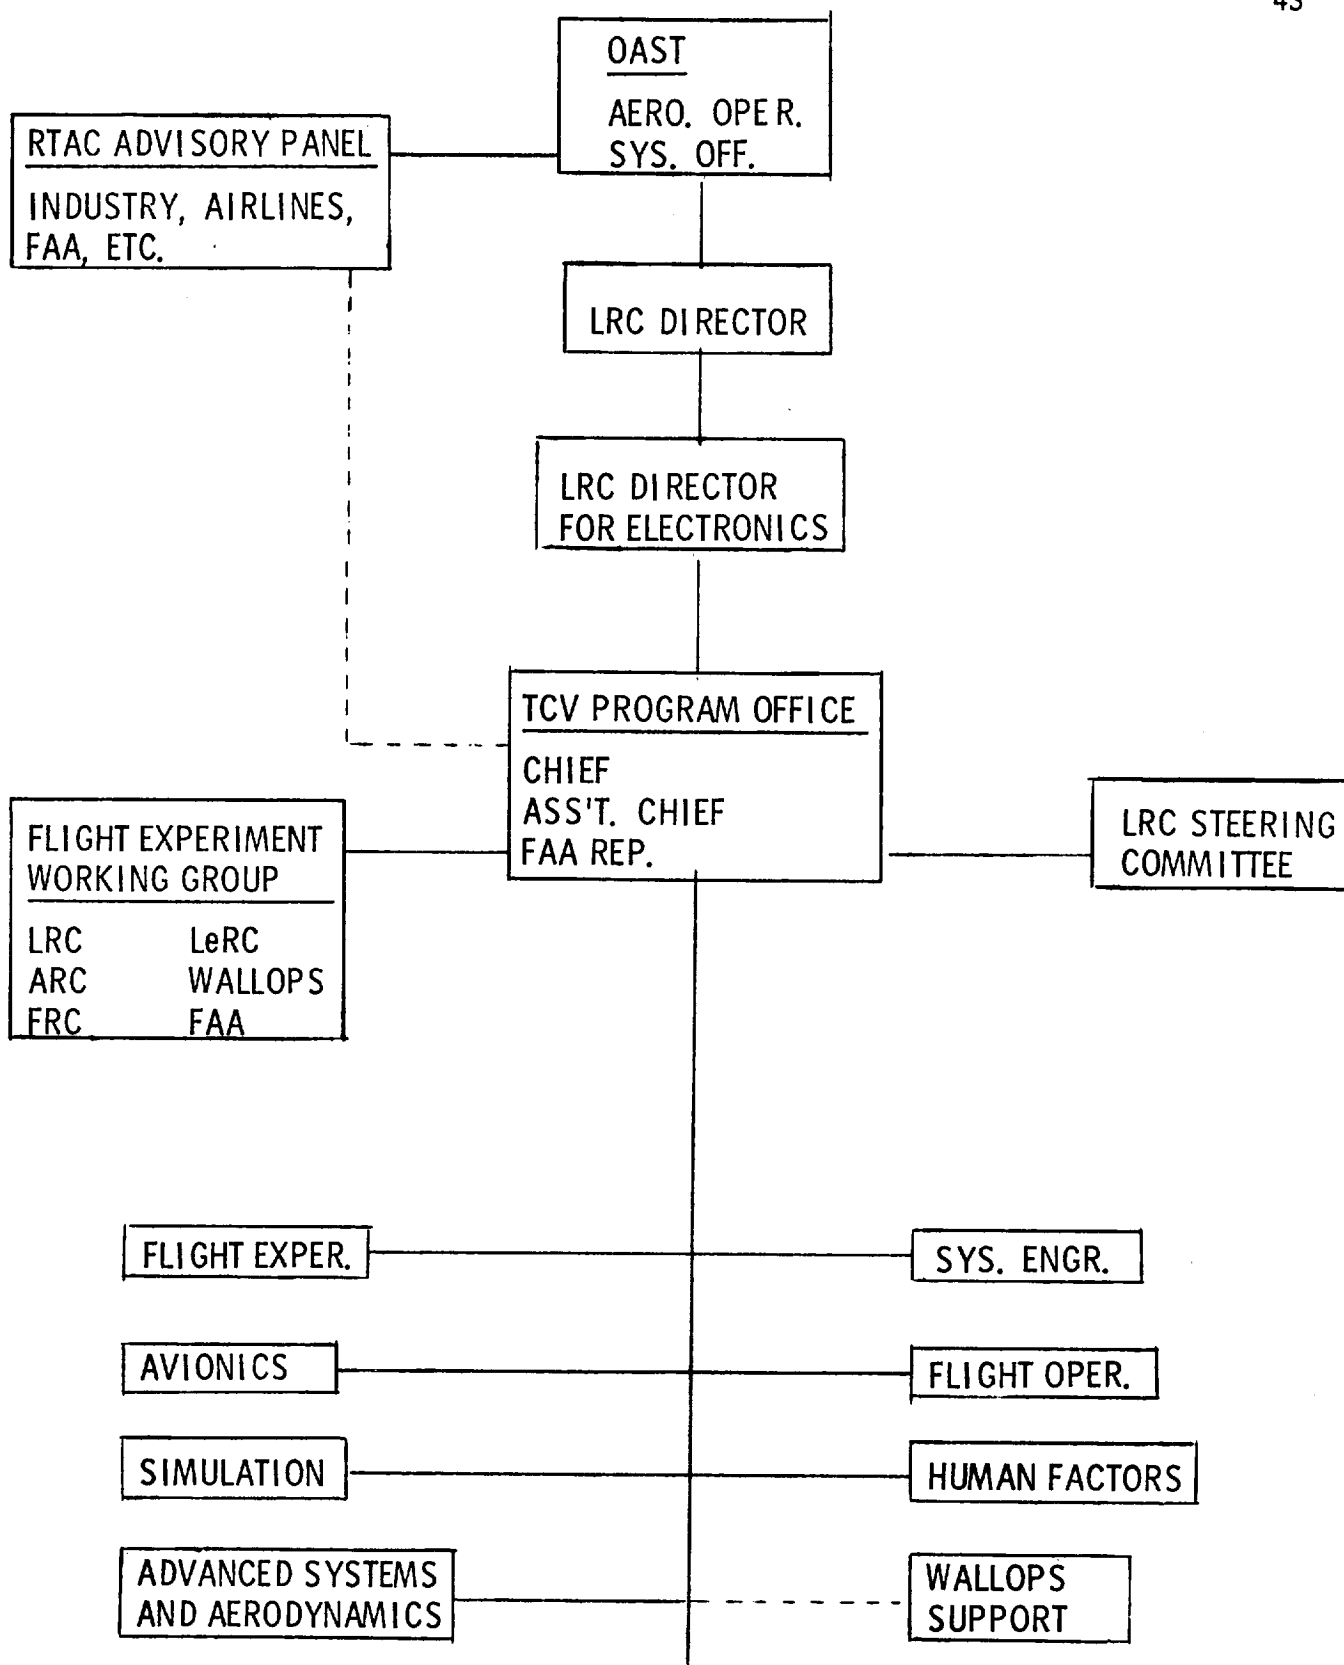 43
OAST
AERO. OPER.
SYS. OFF.
RTAC ADVISORY PANEL
INDUSTRY, AIRLINES,
FAA, ETC.
LRC DIRECTOR
LRC DIRECTOR
FOR ELECTRONICS
TCV PROGRAM OFFICE
CHIEF
ASS'T. CHIEF
FAA REP.
FLIGHT EXPERIMENT
WORKING GROUP
LRC LeRC
ARC WALLOPS
FRC FAA
LRC STEERING
COMMITTEE
FLIGHT EXPER.
SYS. ENGR.
AVIONICS
FLIGHT OPER.
SIMULATION
HUMAN FACTORS
ADVANCED SYSTEMS
AND AERODYNAMICS
WALLOPS
SUPPORT